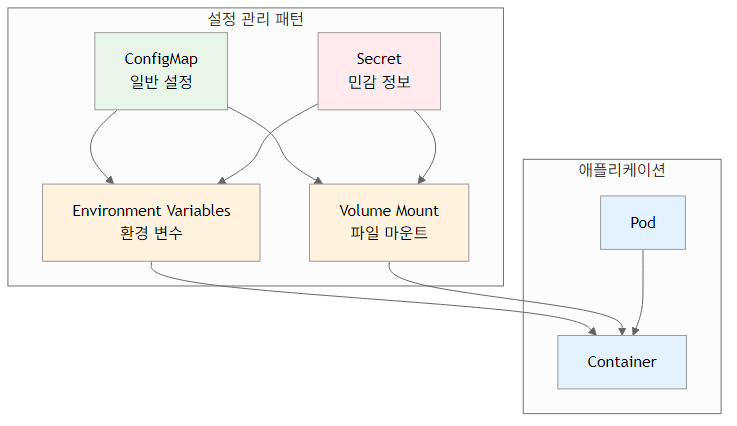 설정 관리 패턴
ConfigMap
일반 설정
Secret
민감 정보
Environment Variables
환경 변수
Volume Mount
파일 마운트
애플리케이션
Pod
Container